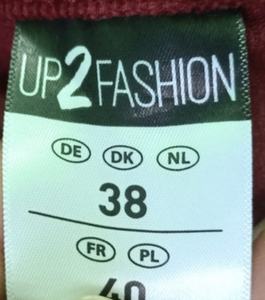 UP2FASHION
DE DK NL
38
FR PL
40